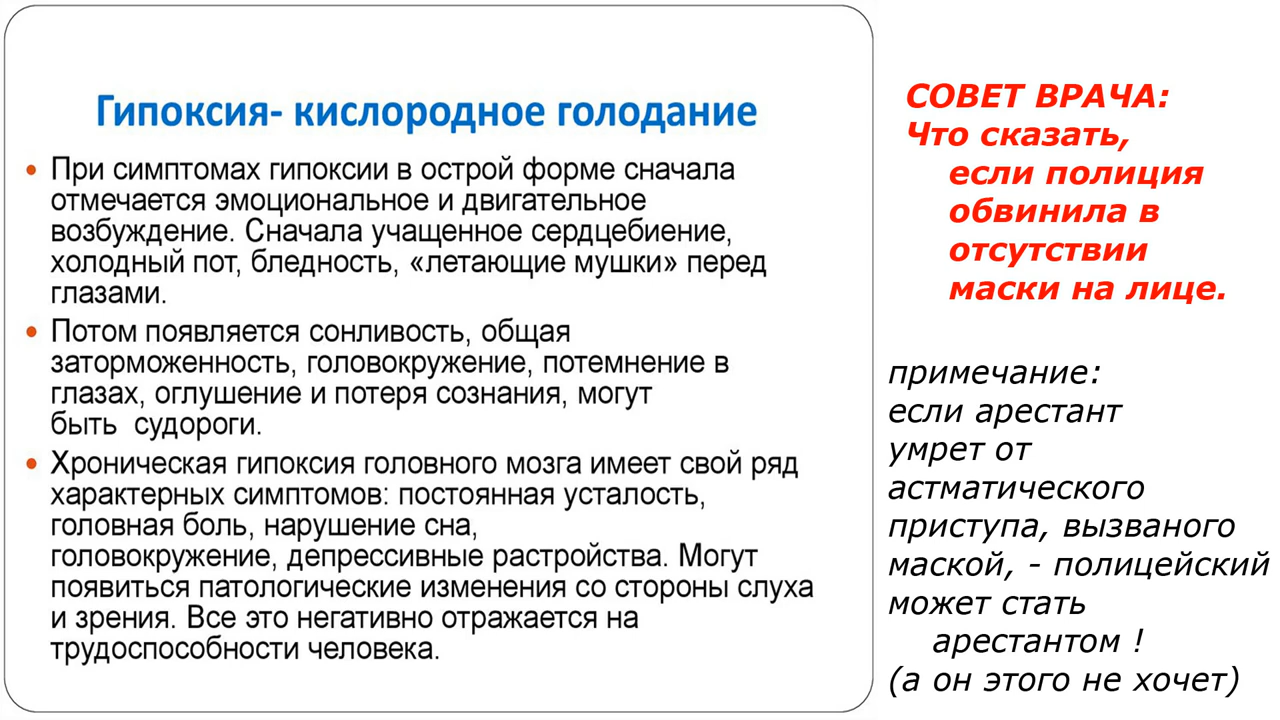 Гипоксия- кислородное голодание
• При симптомах гипоксии в острой форме сначала
отмечается эмоциональное и двигательное
возбуждение. Сначала учащенное сердцебиение,
холодный пот, бледность, «летающие мушки» перед
глазами.
• Потом появляется сонливость, общая
заторможенность, головокружение, потемнение в
глазах, оглушение и потеря сознания, могут
быть судороги.
• Хроническая гипоксия головного мозга имеет свой ряд
характерных симптомов: постоянная усталость,
головная боль, нарушение сна,
головокружение, депрессивные растройства. Могут
появиться патологические изменения со стороны слуха
и зрения. Все это негативно отражается на
трудоспособности человека.
СОВЕТ ВРАЧА:
Что сказать,
если полиция
обвинила в
отсутствии
маски на лице.
примечание:
если арестант
умрет от
астматического
приступа, вызваного
маской, - полицейский
может стать
арестантом !
(а он этого не хочет)